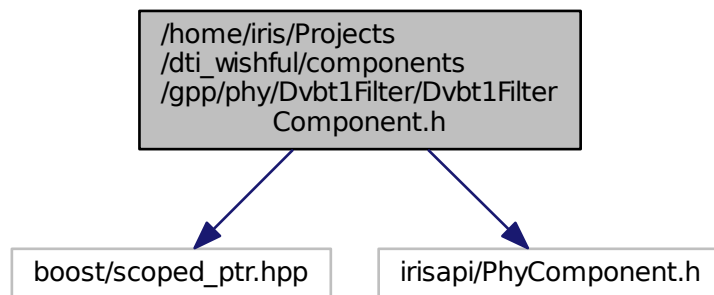 /home/iris/Projects
/dti_wishful/components
/gpp/phy/Dvbt1Filter/Dvbt1Filter
Component.h
boost/scoped_ptr.hpp
irisapi/PhyComponent.h